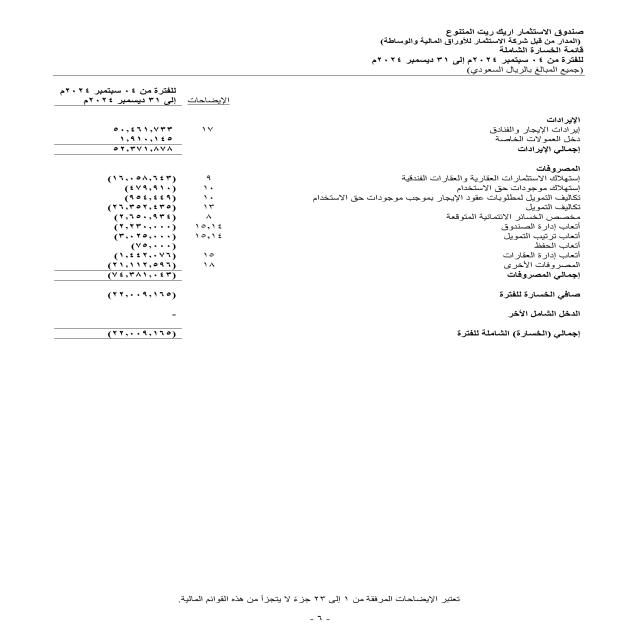 صندوق الاستثمار اريك ريت المتنوع
(المدار من قبل شركة الاستثمار للأوراق المالية والوساطة)
قائمة الخسارة الشاملة
للفترة من ٠٤ سبتمبر ٢٠٢٤م إلى ٣١ ديسمبر ٢٠٢٤م
(جميع المبالغ بالريال السعودي)
للفترة من ٠٤ سبتمبر ٢٠٢٤م
الإيضاحات إلى ٣١ ديسمبر ٢٠٢٤م
الإيرادات
إيرادات الإيجار والفنادق ١٧ ٥٠,٤٦١,٧٣٣
دخل العمولات الخاصة ١,٩١٠,١٤٥
إجمالي الإيرادات ٥٢,٣٧١,٨٧٨
المصروفات
إستهلاك الاستثمارات العقارية والعقارات الفندقية ٩ (١٦,٠٥٨,٦٤٣)
إستهلاك موجودات حق الاستخدام ١٠ (٤٧٩,٩١٠)
تكاليف التمويل لمطلوبات عقود الإيجار بموجب موجودات حق الاستخدام ١٠ (٩٥٤,٤٤٩)
تكاليف التمويل ١٣ (٢٦,٣٥٢,٤٣٥)
مخصص الخسائر الائتمانية المتوقعة ٨ (٢,٦٥٠,٩٣٤)
أتعاب إدارة الصندوق ١٥,١٤ (٢,٢٣٠,٠٠٠)
أتعاب ترتيب التمويل ١٥,١٤ (٣,٠٢٥,٠٠٠)
أتعاب الحفظ (٧٥,٠٠٠)
أتعاب إدارة العقارات ١٥ (١,٤٤٢,٠٧٦)
المصروفات الأخرى ١٨ (٢١,١١٢,٥٩٦)
إجمالي المصروفات (٧٤,٣٨١,٠٤٣)
صافي الخسارة للفترة (٢٢,٠٠٩,١٦٥)
الدخل الشامل الآخر -
إجمالي (الخسارة) الشاملة للفترة (٢٢,٠٠٩,١٦٥)
تعتبر الإيضاحات المرفقة من ١ إلى ٢٣ جزء لا يتجزأ من هذه القوائم المالية.
- ٦ -